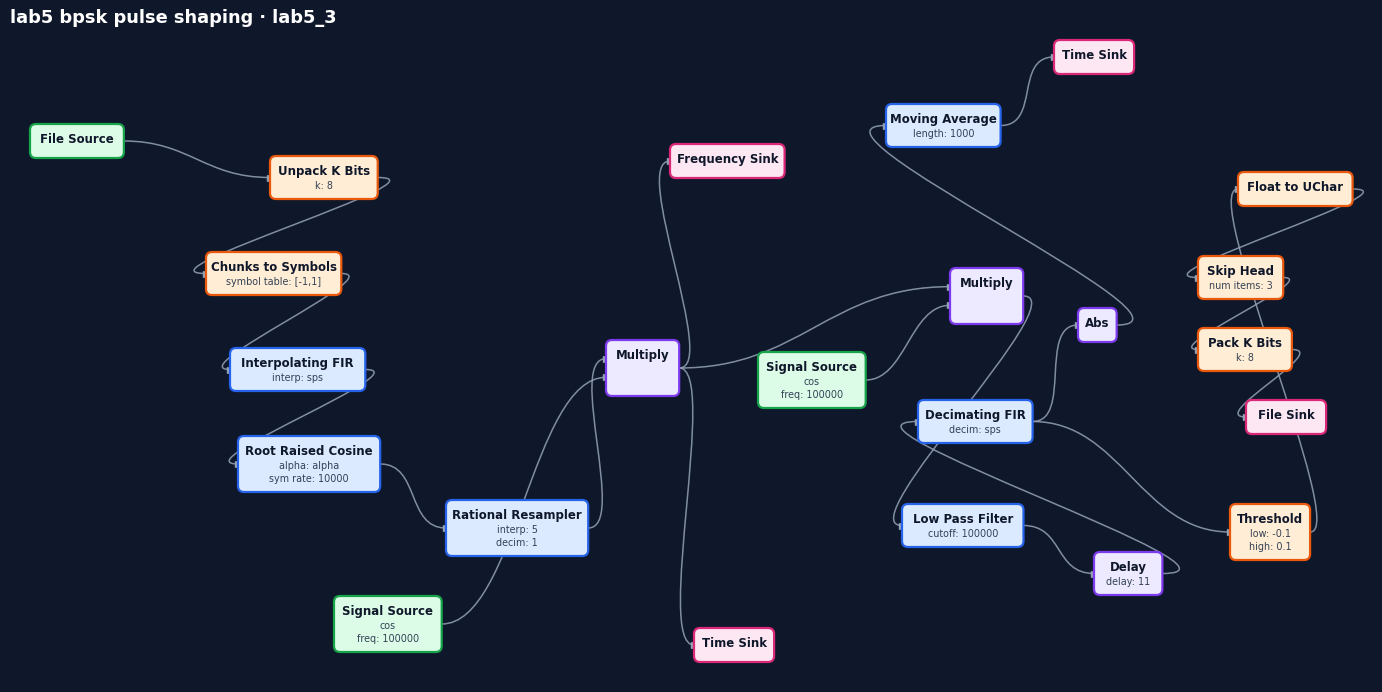 lab5 bpsk pulse shaping · lab5_3
Time Sink
Moving Average
length: 1000
File Source
Unpack K Bits
k: 8
Frequency Sink
Float to UChar
Chunks to Symbols
symbol table: [-1,1]
Skip Head
num items: 3
Multiply
Abs
Interpolating FIR
interp: sps
Multiply
Signal Source
cos
freq: 100000
Pack K Bits
k: 8
Decimating FIR
decim: sps
File Sink
Root Raised Cosine
alpha: alpha
sym rate: 10000
Rational Resampler
interp: 5
decim: 1
Low Pass Filter
cutoff: 100000
Threshold
low: -0.1
high: 0.1
Delay
delay: 11
Signal Source
cos
freq: 100000
Time Sink